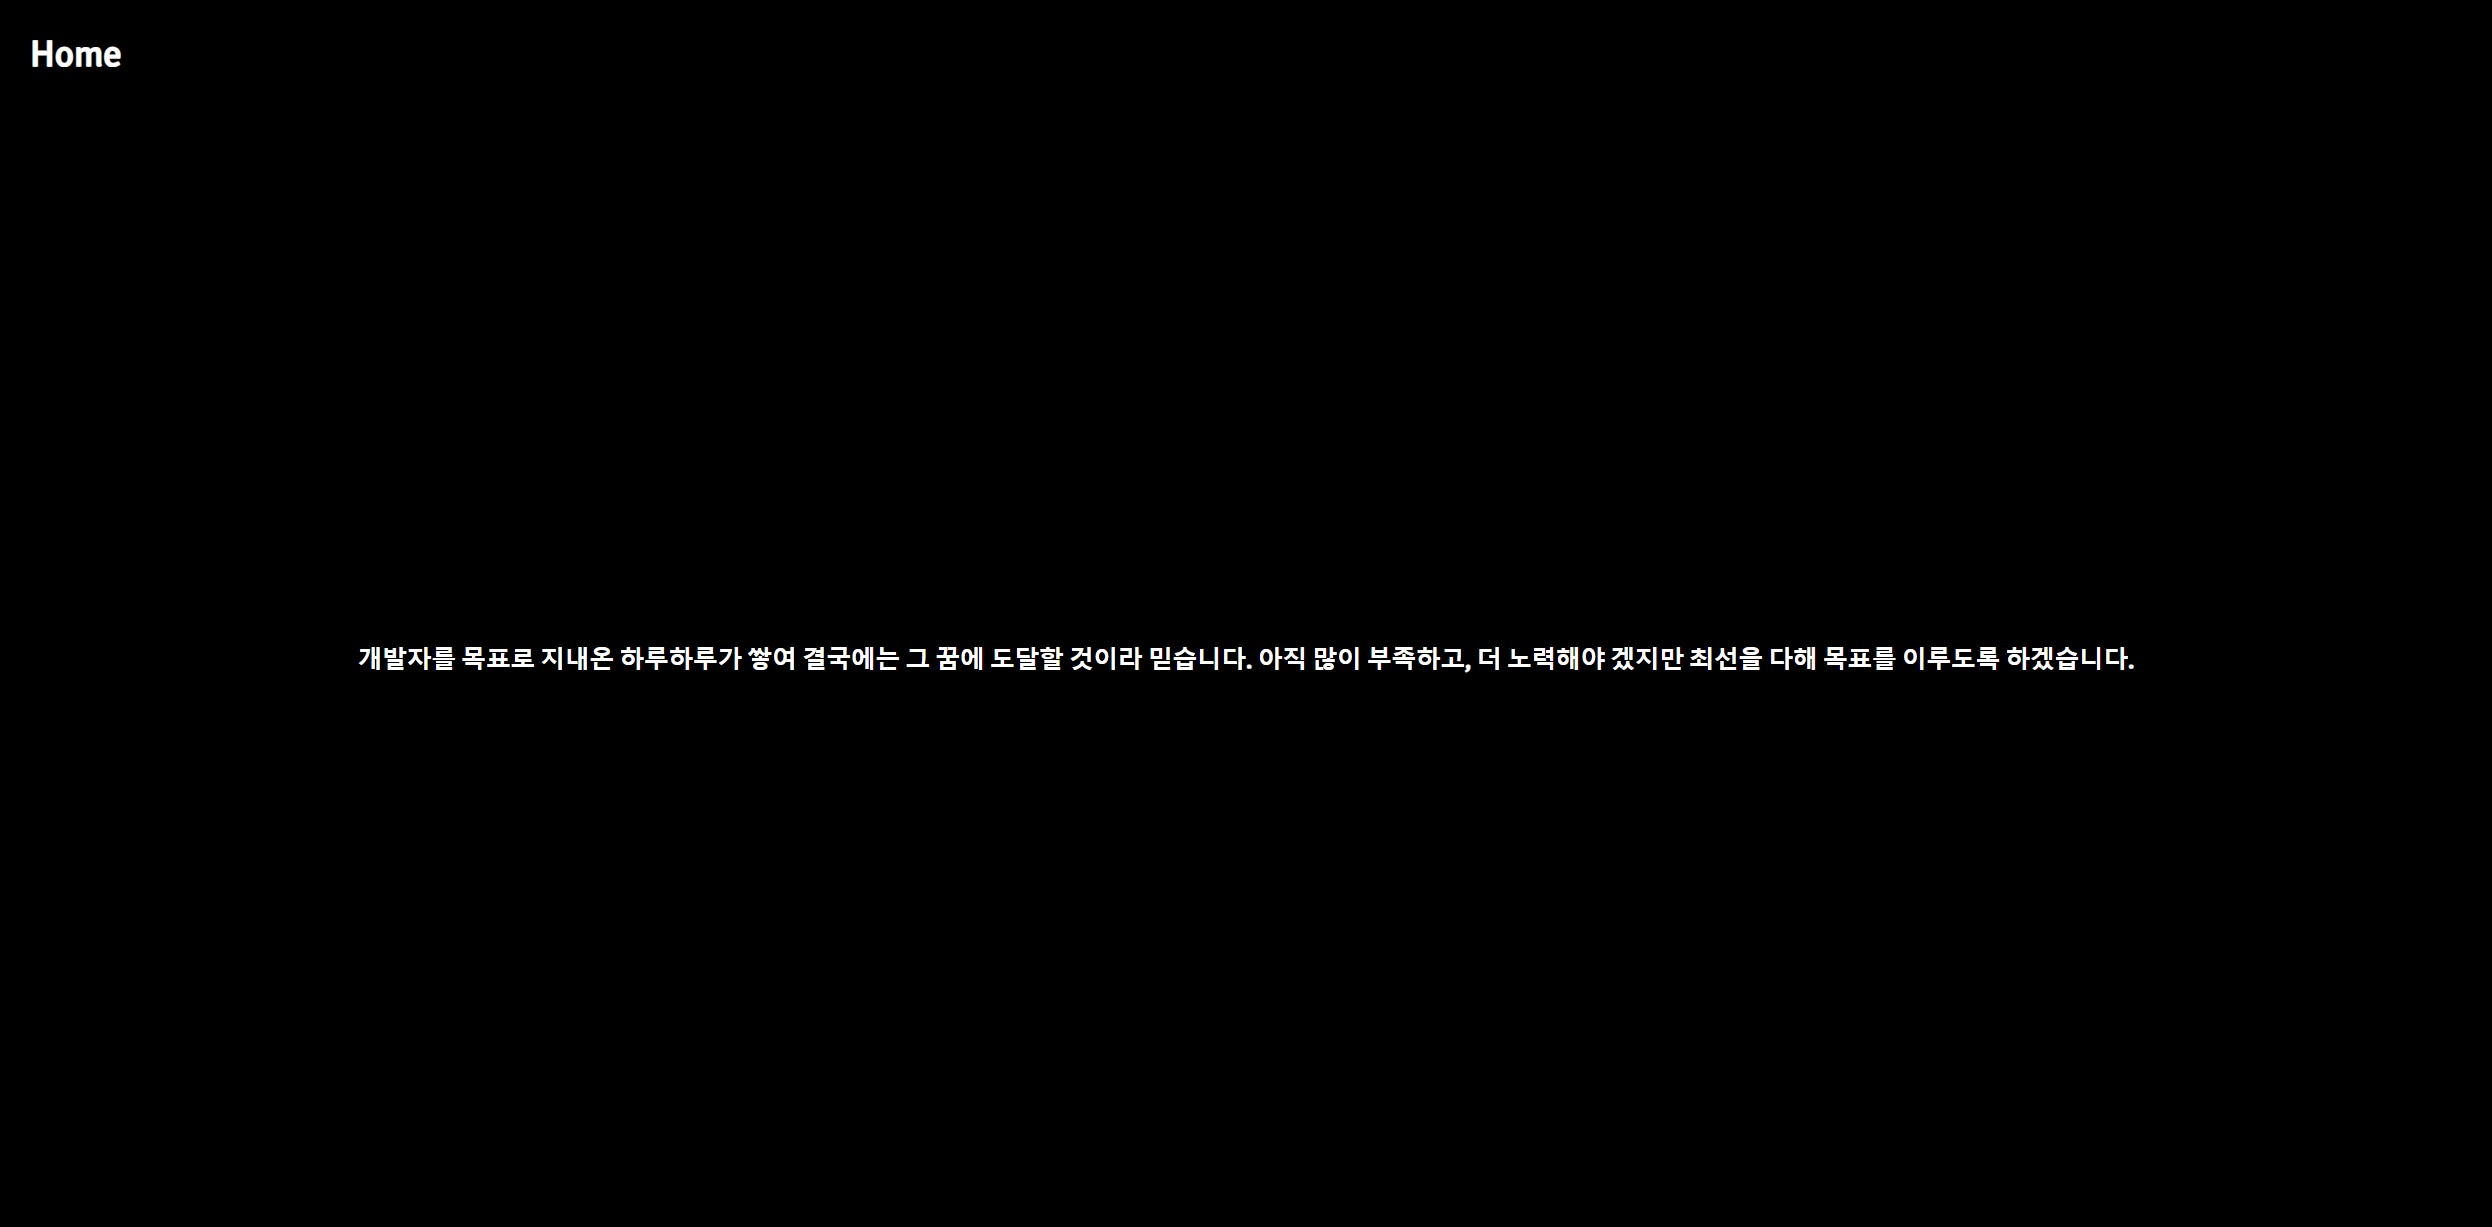 Home
개발자를 목표로 지내온 하루하루가 쌓여 결국에는 그 꿈에 도달할 것이라 믿습니다. 아직 많이 부족하고, 더 노력해야 겠지만 최선을 다해 목표를 이루도록 하겠습니다.